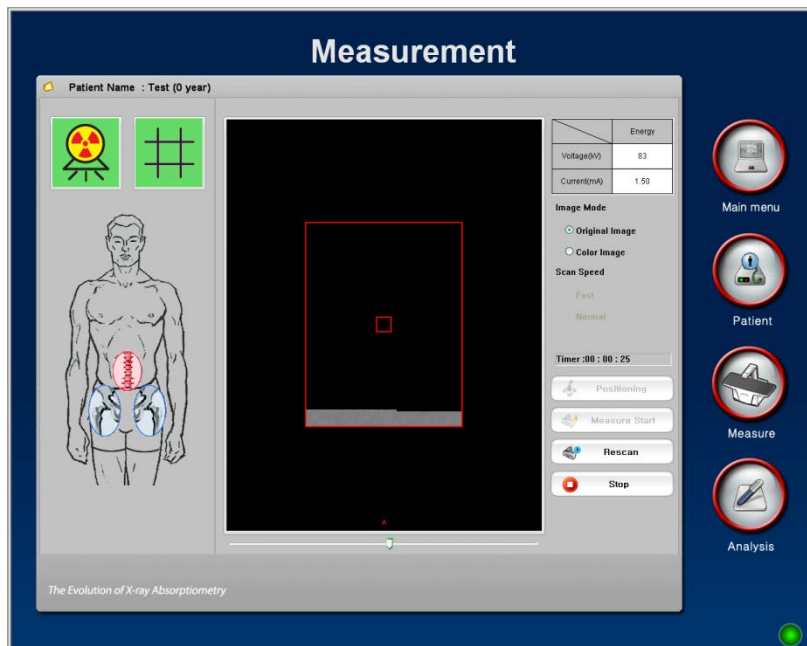 Measurement
Patient Name : Test (0 year)
Energy
Voltage(kV) 83
Current(mA) 1.50
Image Mode
Original Image
Color Image
Scan Speed
Fast
Normal
Timer :00 : 00 : 25
Positioning
Measure Start
Rescan
Stop
A
Main menu
Patient
Measure
Analysis
The Evolution of X-ray Absorptiometry